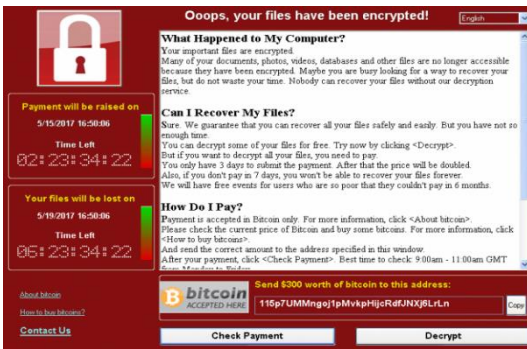 Ooops, your files have been encrypted!
English
What Happened to My Computer?
Your important files are encrypted.
Many of your documents, photos, videos, databases and other files are no longer accessible
because they have been encrypted. Maybe you are busy looking for a way to recover your
files, but do not waste your time. Nobody can recover your files without our decryption
service.
Can I Recover My Files?
Sure. We guarantee that you can recover all your files safely and easily. But you have not so
enough time.
You can decrypt some of your files for free. Try now by clicking <Decrypt>.
But if you want to decrypt all your files, you need to pay.
You only have 3 days to submit the payment. After that the price will be doubled.
Also, if you don't pay in 7 days, you won't be able to recover your files forever.
We will have free events for users who are so poor that they couldn't pay in 6 months.
How Do I Pay?
Payment is accepted in Bitcoin only. For more information, click <About bitcoin>.
Please check the current price of Bitcoin and buy some bitcoins. For more information, click
<How to buy bitcoins>.
And send the correct amount to the address specified in this window.
After your payment, click <Check Payment>. Best time to check: 9:00am - 11:00am GMT
from Monday to Friday.
Payment will be raised on
5/15/2017 16:50:06
Time Left
02:23:34:22
Your files will be lost on
5/19/2017 16:50:06
Time Left
06:23:34:22
About bitcoin
How to buy bitcoins?
Contact Us
bitcoin
ACCEPTED HERE
Send $300 worth of bitcoin to this address:
115p7UMMngoj1pMvkpHijcRdfJNXj6LrLn
Copy
Check Payment
Decrypt